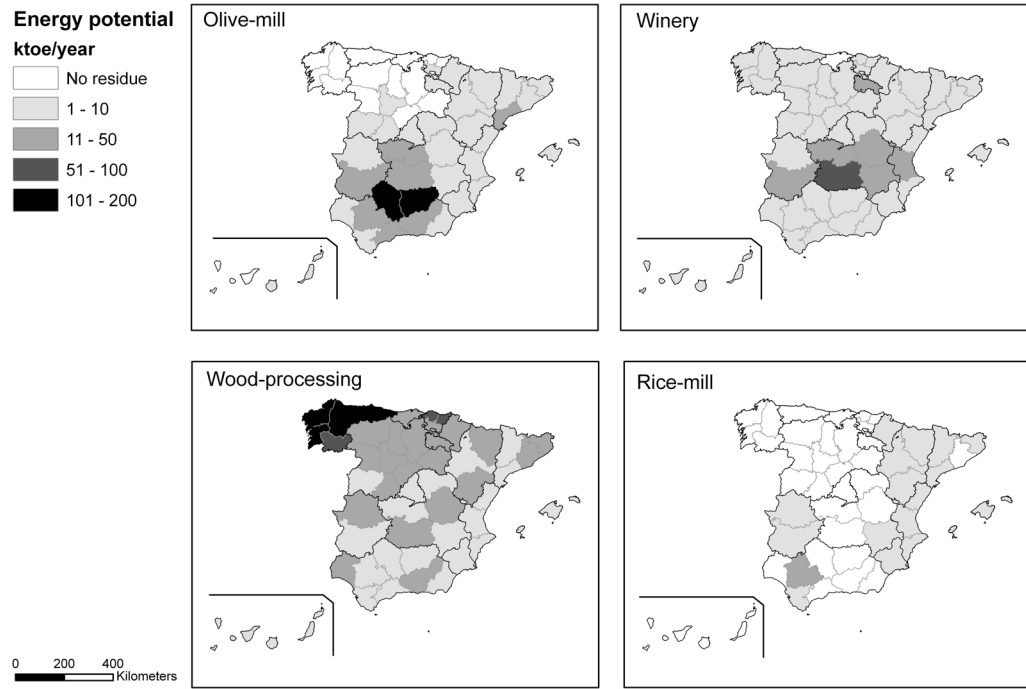 Energy potential
ktoe/year
No residue
1 - 10
11 - 50
51 - 100
101 - 200
Olive-mill
Winery
Wood-processing
Rice-mill
0 200 400
Kilometers